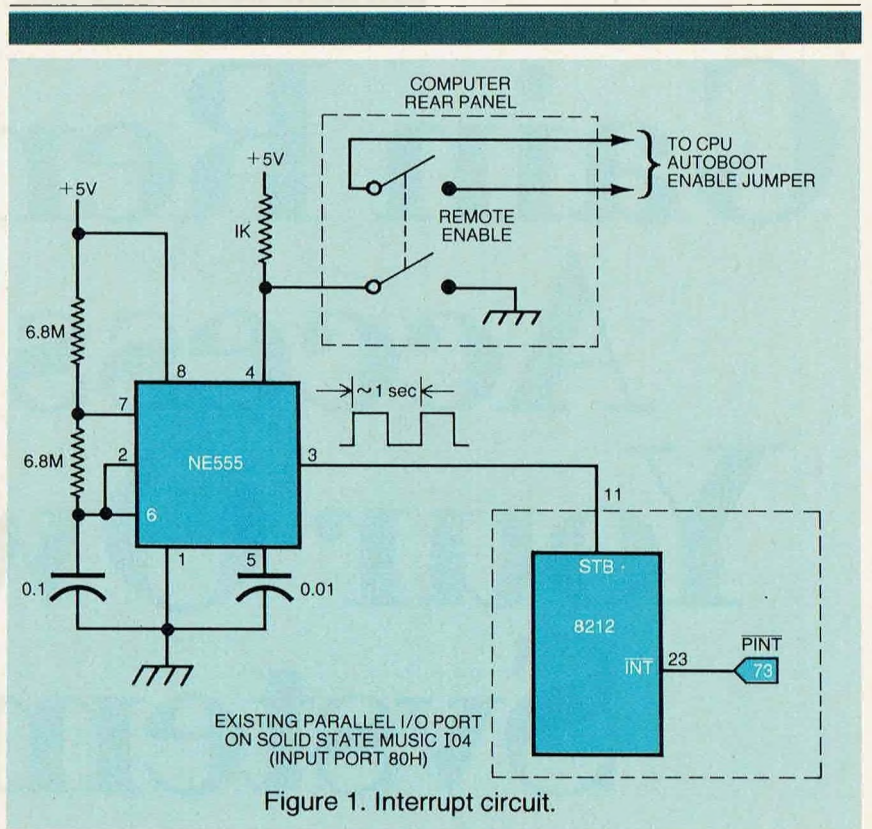 COMPUTER
REAR PANEL
+5V
+5V
TO CPU
AUTOBOOT
ENABLE JUMPER
1K
REMOTE
ENABLE
6.8M
8
4
7
~1 sec
6.8M
2
NE555
3
6
11
1
5
0.1
0.01
STB
8212
PINT
INT
23
73
EXISTING PARALLEL I/O PORT
ON SOLID STATE MUSIC IO4
(INPUT PORT 80H)
Figure 1. Interrupt circuit.